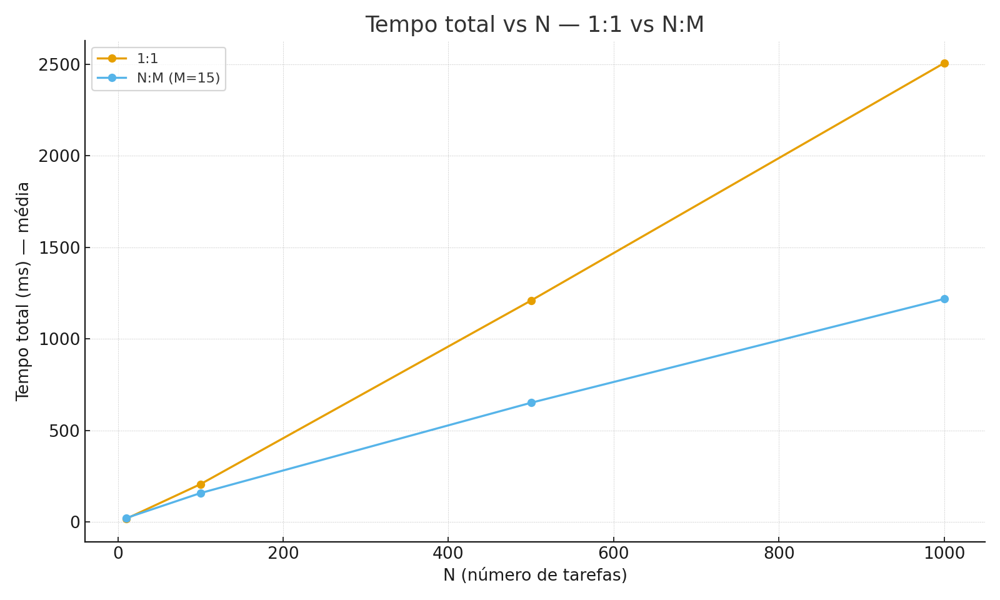 Tempo total vs N — 1:1 vs N:M
1:1
N:M (M=15)
Tempo total (ms) — média
2500
2000
1500
1000
500
0
0 200 400 600 800 1000
N (número de tarefas)